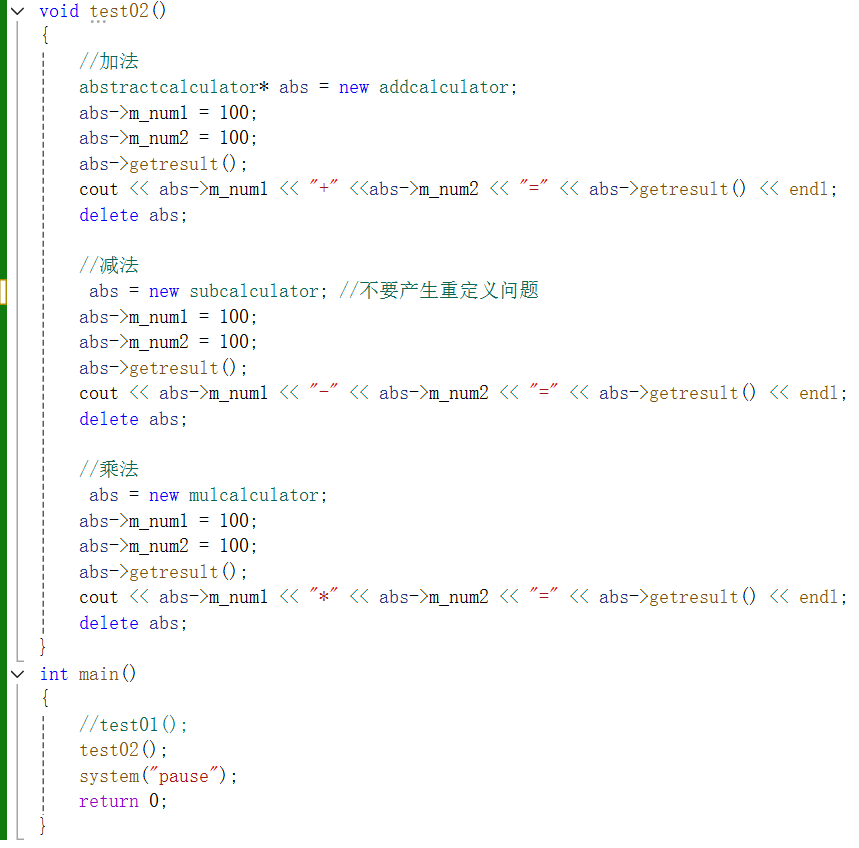 void test02()
{
//加法
abstractcalculator* abs = new addcalculator;
abs->m_num1 = 100;
abs->m_num2 = 100;
abs->getresult();
cout << abs->m_num1 << "+" <<abs->m_num2 << "=" << abs->getresult() << endl;
delete abs;
//减法
abs = new subcalculator; //不要产生重定义问题
abs->m_num1 = 100;
abs->m_num2 = 100;
abs->getresult();
cout << abs->m_num1 << "-" << abs->m_num2 << "=" << abs->getresult() << endl;
delete abs;
//乘法
abs = new mulcalculator;
abs->m_num1 = 100;
abs->m_num2 = 100;
abs->getresult();
cout << abs->m_num1 << "*" << abs->m_num2 << "=" << abs->getresult() << endl;
delete abs;
}
int main()
{
//test01();
test02();
system("pause");
return 0;
}